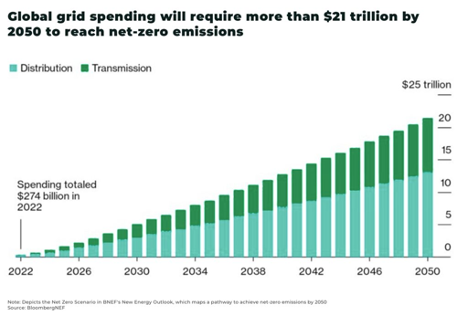 Global grid spending will require more than $21 trillion by
2050 to reach net-zero emissions
Distribution Transmission
$25 trillion
20
15
10
5
0
Spending totaled
$274 billion in
2022
2022 2026 2030 2034 2038 2042 2046 2050
Note: Depicts the Net Zero Scenario in BNEF's New Energy Outlook, which maps a pathway to achieve net zero emissions by 2050
Source: BloombergNEF